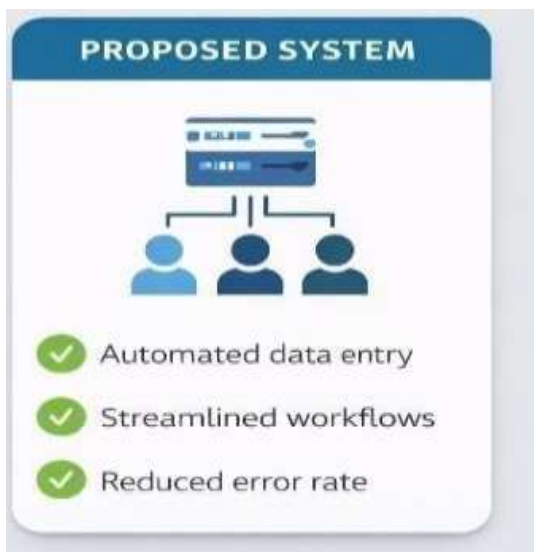 PROPOSED SYSTEM
Automated data entry
Streamlined workflows
Reduced error rate